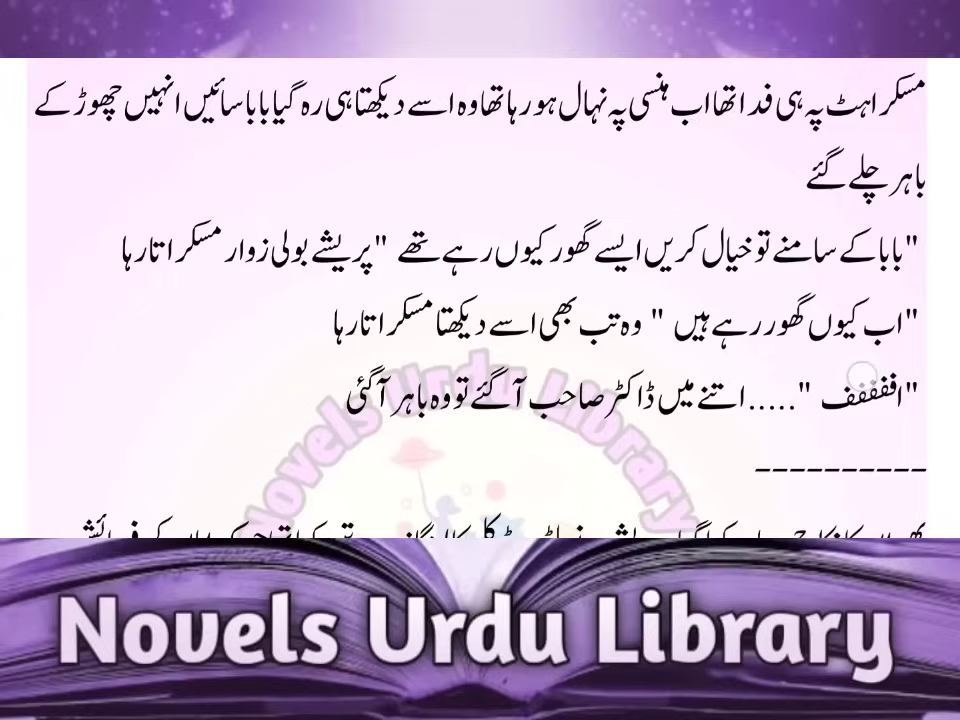 مسکراہٹ پہ ہی فدا تھا اب ہنسی پہ نہال ہو رہا تھا وہ اسے دیکھتا ہی رہ گیا بابا سائیں انہیں چھوڑ کے
باہر چلے گئے
"بابا کے سامنے تو خیال کریں ایسے گھور کیوں رہے تھے " پریشے بولی زوار مسکراتا رہا
"اب کیوں گھور رہے ہیں " وہ تب بھی اسے دیکھتا مسکراتا رہا
"اففففف "..... اتنے میں ڈاکٹر صاحب آ گئے تو وہ باہر آ گئی
----------
Novels Urdu Library
Novels Urdu Library